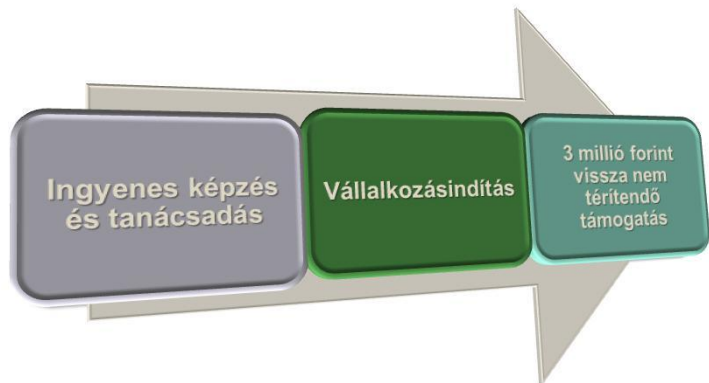 Ingyenes képzés
és tanácsadás
Vállalkozásindítás
3 millió forint
vissza nem
térítendő
támogatás